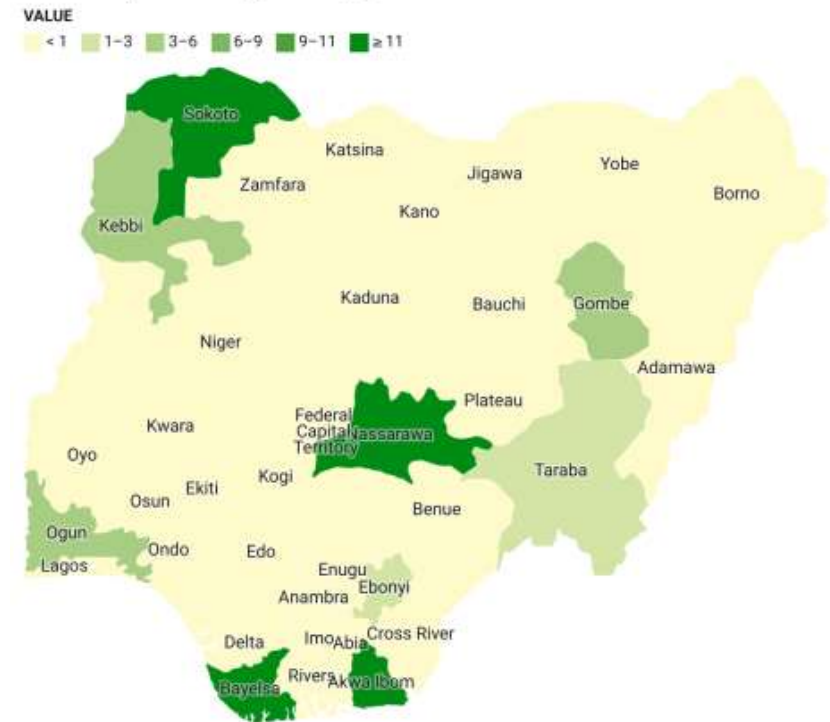 VALUE
< 1 1–3 3–6 6–9 9–11 ≥ 11
Sokoto
Katsina
Yobe
Jigawa
Zamfara
Borno
Kano
Kebbi
Kaduna
Bauchi
Gombe
Niger
Adamawa
Plateau
Federal
Capital
Territory
Nassarawa
Kwara
Oyo
Taraba
Kogi
Ekiti
Osun
Benue
Ogun
Ondo
Edo
Lagos
Enugu
Ebonyi
Anambra
Cross River
Delta
Imo
Abia
Rivers
Akwa Ibom
Bayelsa